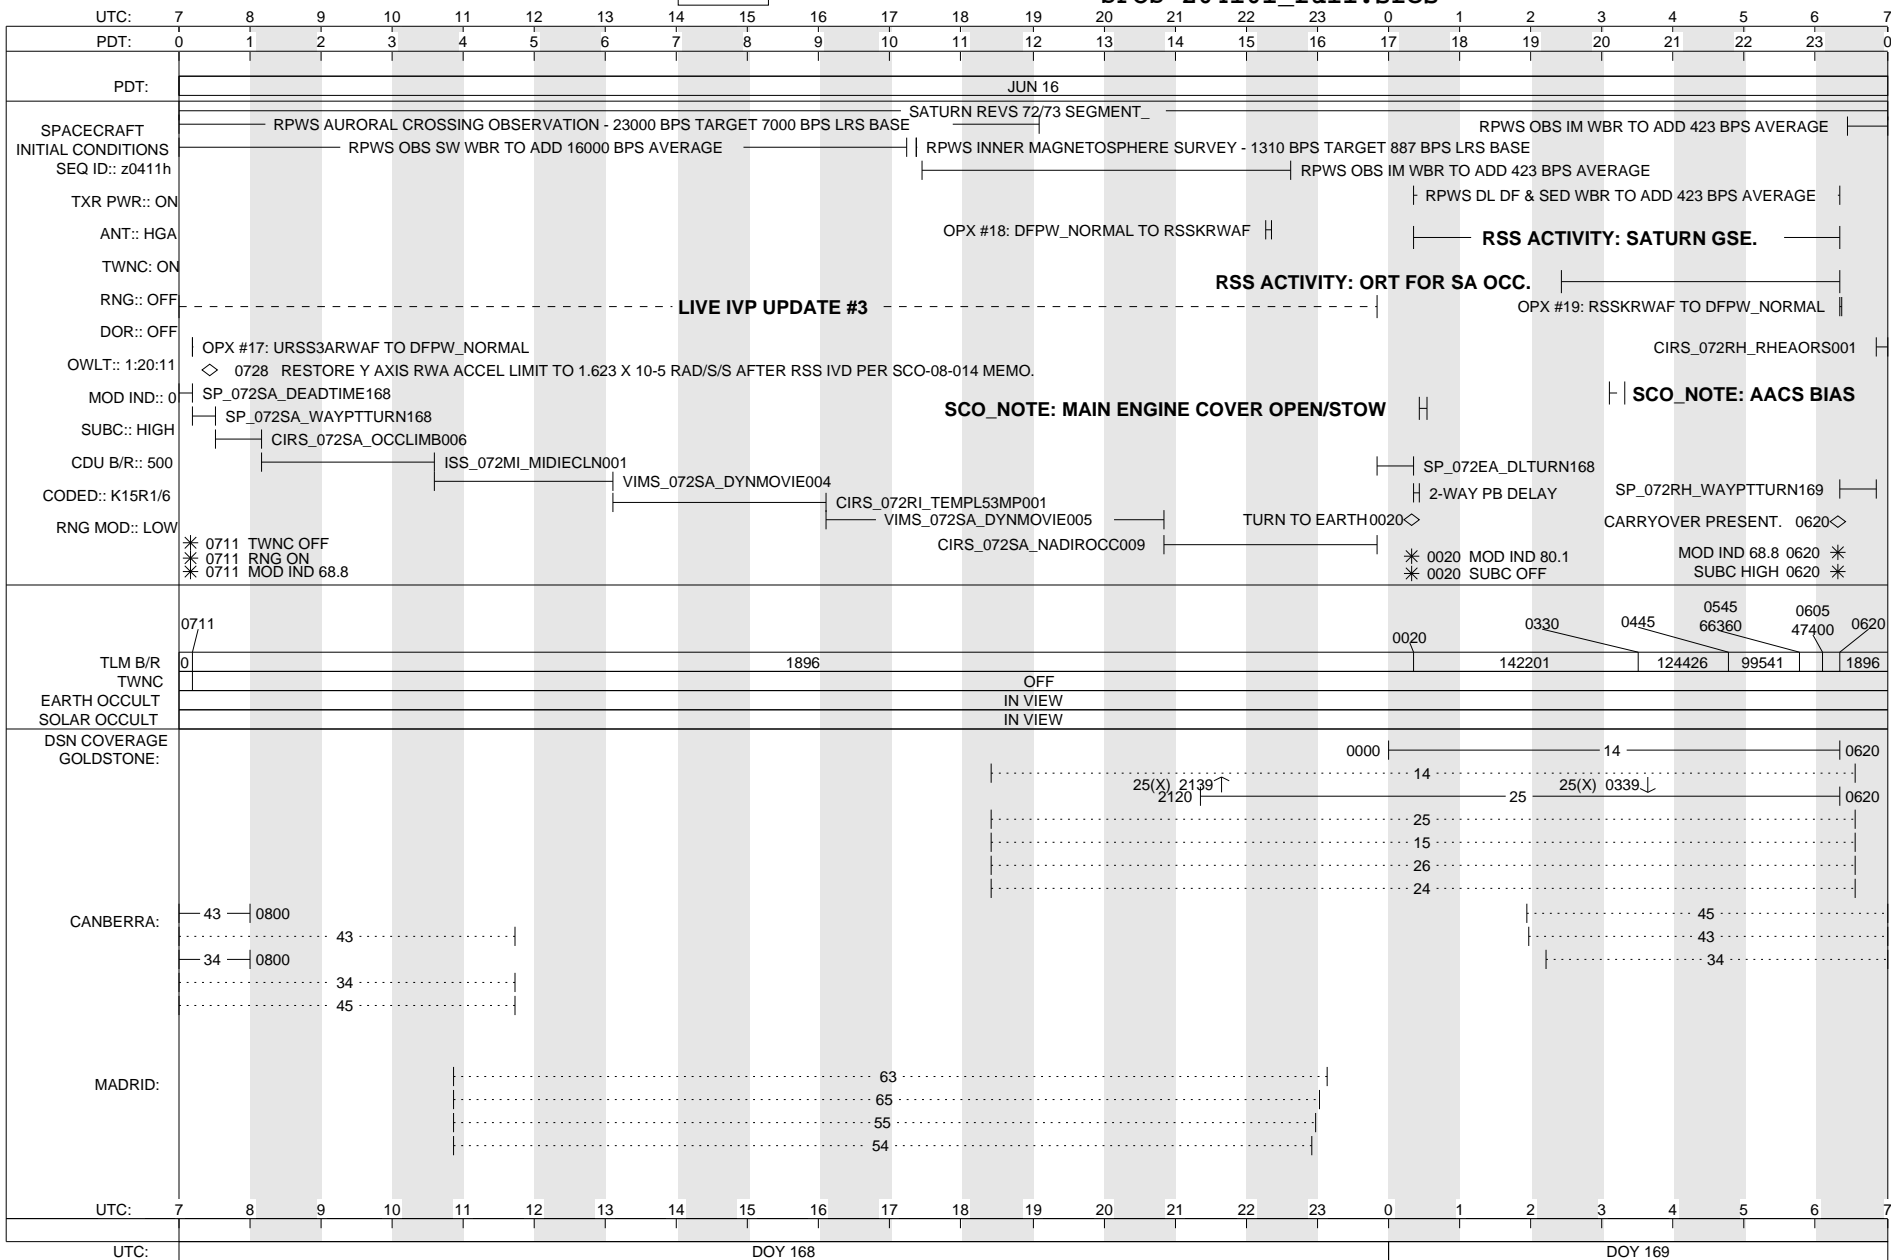 UTC: 7 8 9 10 11 12 13 14 15 16 17 18 19 20 21 22 23 0 1 2 3 4 5 6 7
PDT: 0 1 2 3 4 5 6 7 8 9 10 11 12 13 14 15 16 17 18 19 20 21 22 23 0
PDT: JUN 16
SATURN REVS 72/73 SEGMENT_
SPACECRAFT
INITIAL CONDITIONS
RPWS AURORAL CROSSING OBSERVATION - 23000 BPS TARGET 7000 BPS LRS BASE
RPWS OBS IM WBR TO ADD 423 BPS AVERAGE
RPWS OBS SW WBR TO ADD 16000 BPS AVERAGE
RPWS INNER MAGNETOSPHERE SURVEY - 1310 BPS TARGET 887 BPS LRS BASE
SEQ ID:: z0411h
RPWS OBS IM WBR TO ADD 423 BPS AVERAGE
TXR PWR:: ON
RPWS DL DF & SED WBR TO ADD 423 BPS AVERAGE
ANT:: HGA
OPX #18: DFPW_NORMAL TO RSSKRWAF
RSS ACTIVITY: SATURN GSE.
TWNC: ON
RSS ACTIVITY: ORT FOR SA OCC.
RNG:: OFF
LIVE IVP UPDATE #3
OPX #19: RSSKRWAF TO DFPW_NORMAL
DOR:: OFF
OPX #17: URSS3ARWAF TO DFPW_NORMAL
CIRS_072RH_RHEAORS001
OWLT:: 1:20:11
0728 RESTORE Y AXIS RWA ACCEL LIMIT TO 1.623 X 10-5 RAD/S/S AFTER RSS IVD PER SCO-08-014 MEMO.
MOD IND:: 0
SP_072SA_DEADTIME168
SCO_NOTE: AACS BIAS
SCO_NOTE: MAIN ENGINE COVER OPEN/STOW
SP_072SA_WAYPTTURN168
SUBC:: HIGH
CIRS_072SA_OCCLIMB006
CDU B/R:: 500
ISS_072MI_MIDIECLN001
SP_072EA_DLTURN168
VIMS_072SA_DYNMOVIE004
CODED:: K15R1/6
2-WAY PB DELAY
SP_072RH_WAYPTTURN169
CIRS_072RI_TEMPL53MP001
RNG MOD:: LOW
VIMS_072SA_DYNMOVIE005
TURN TO EARTH 0020
CARRYOVER PRESENT. 0620
0711 TWNC OFF
CIRS_072SA_NADIROCC009
0711 RNG ON
0020 MOD IND 80.1
MOD IND 68.8 0620
0711 MOD IND 68.8
0020 SUBC OFF
SUBC HIGH 0620
0711 0020 0330 0445 0545 66360 0605 47400 0620
TLM B/R 0 1896 142201 124426 99541 1896
TWNC OFF
EARTH OCCULT IN VIEW
SOLAR OCCULT IN VIEW
DSN COVERAGE
GOLDSTONE:
0000 14 0620
14
25(X) 2139 25(X) 0339
2120 25 0620
25
15
26
24
CANBERRA:
43 0800 45
43 43
34 0800 34
34
45
MADRID:
63
65
55
54
UTC: 7 8 9 10 11 12 13 14 15 16 17 18 19 20 21 22 23 0 1 2 3 4 5 6 7
UTC: DOY 168 DOY 169